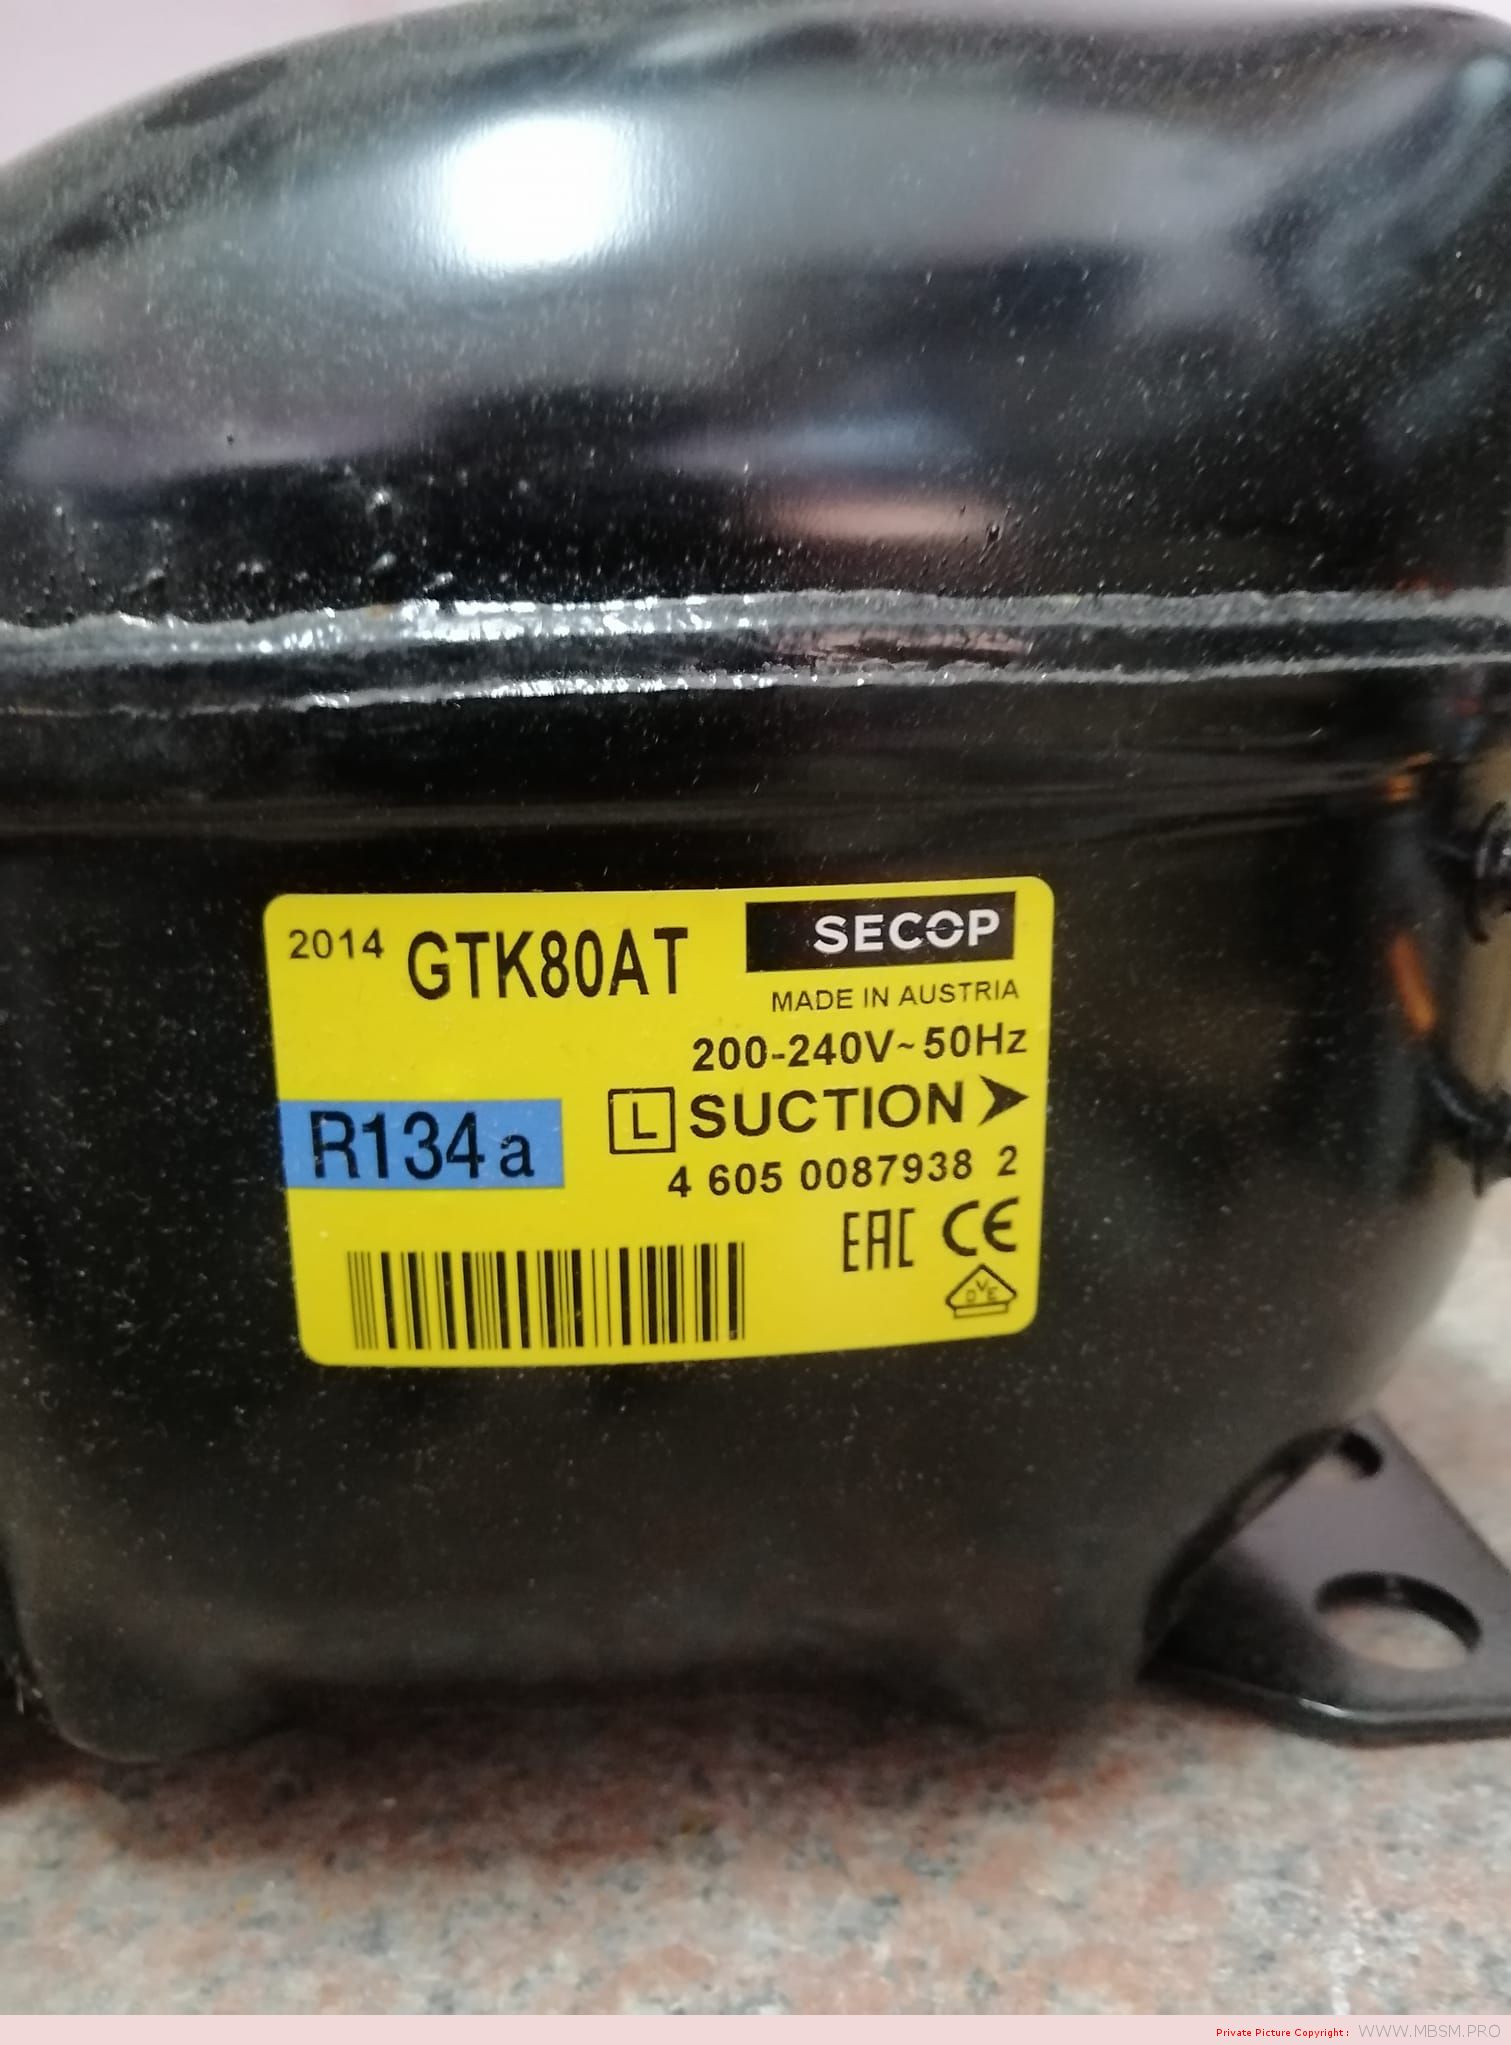 2014 GTK80AT SECOP
MADE IN AUSTRIA
200-240V~50Hz
R134a L SUCTION
4 605 0087938 2
EAC CE
DVE
Private Picture Copyright : WWW.MBSM.PRO